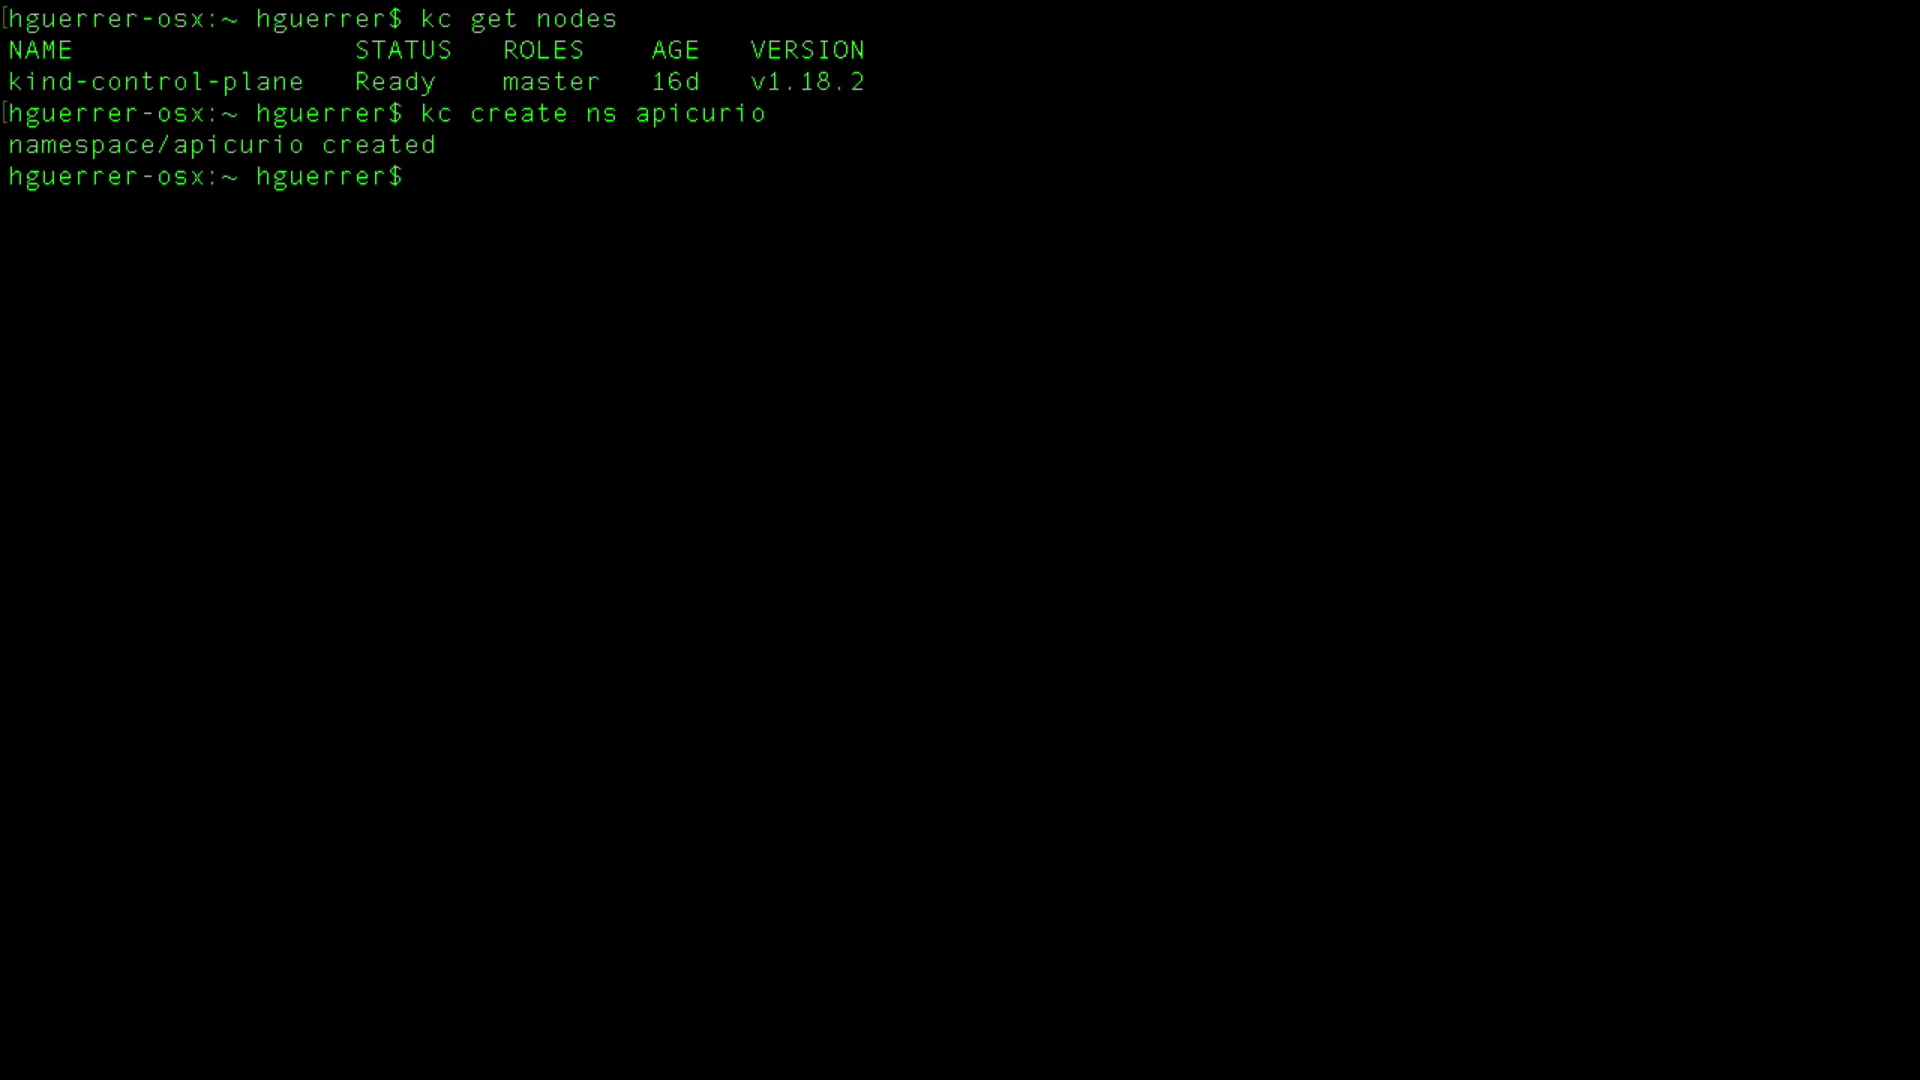 [hguerrer-osx:~ hguerrer$ kc get nodes
NAME STATUS ROLES AGE VERSION
kind-control-plane Ready master 16d v1.18.2
[hguerrer-osx:~ hguerrer$ kc create ns apicurio
namespace/apicurio created
hguerrer-osx:~ hguerrer$